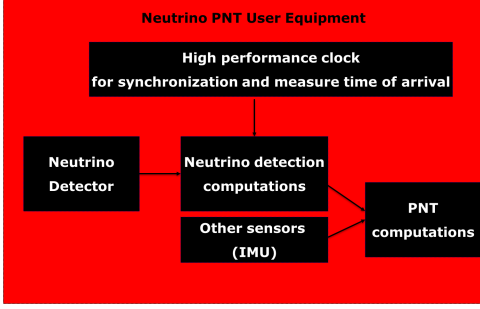 Neutrino PNT User Equipment
High performance clock
for synchronization and measure time of arrival
Neutrino
Detector
Neutrino detection
computations
Other sensors
(IMU)
PNT
computations